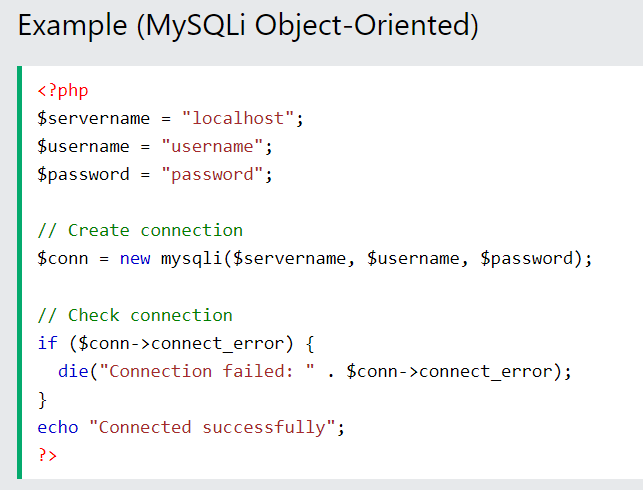 Example (MySQLi Object-Oriented)
<?php
$servername = "localhost";
$username = "username";
$password = "password";

// Create connection
$conn = new mysqli($servername, $username, $password);

// Check connection
if ($conn->connect_error) {
  die("Connection failed: " . $conn->connect_error);
}
echo "Connected successfully";
?>